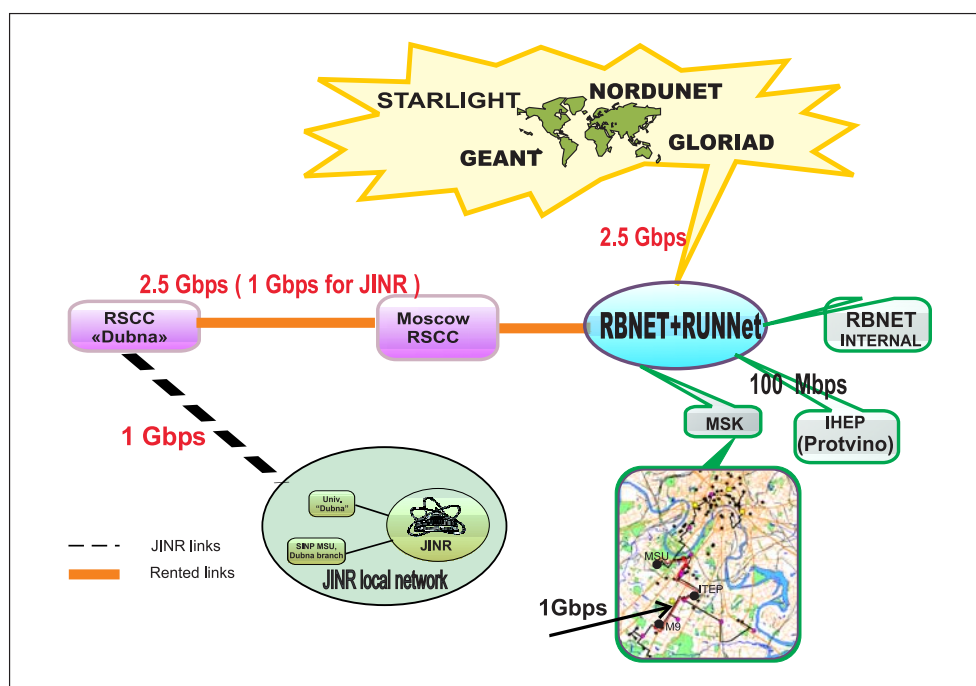 STARLIGHT
NORDUNET
GEANT
GLORIAD
2.5 Gbps
2.5 Gbps ( 1 Gbps for JINR )
RSCC
«Dubna»
Moscow
RSCC
RBNET+RUNNet
RBNET
INTERNAL
100 Mbps
MSK
IHEP
(Protvino)
1 Gbps
Univ.
"Dubna"
SINP MSU,
Dubna branch
JINR
JINR local network
JINR links
Rented links
MSU
ITEP
M9
1Gbps